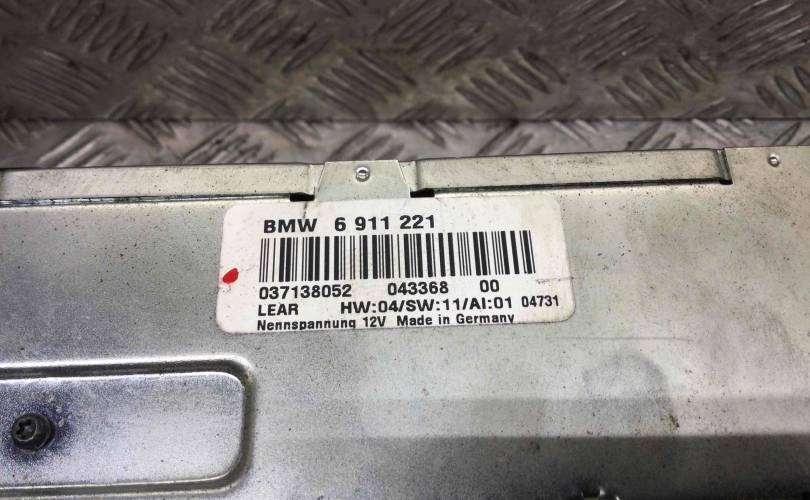 BMW 6 911 221
037138052 043368 00
LEAR HW:04/SW:11/AI:01 04731
Nennspannung 12V Made in Germany